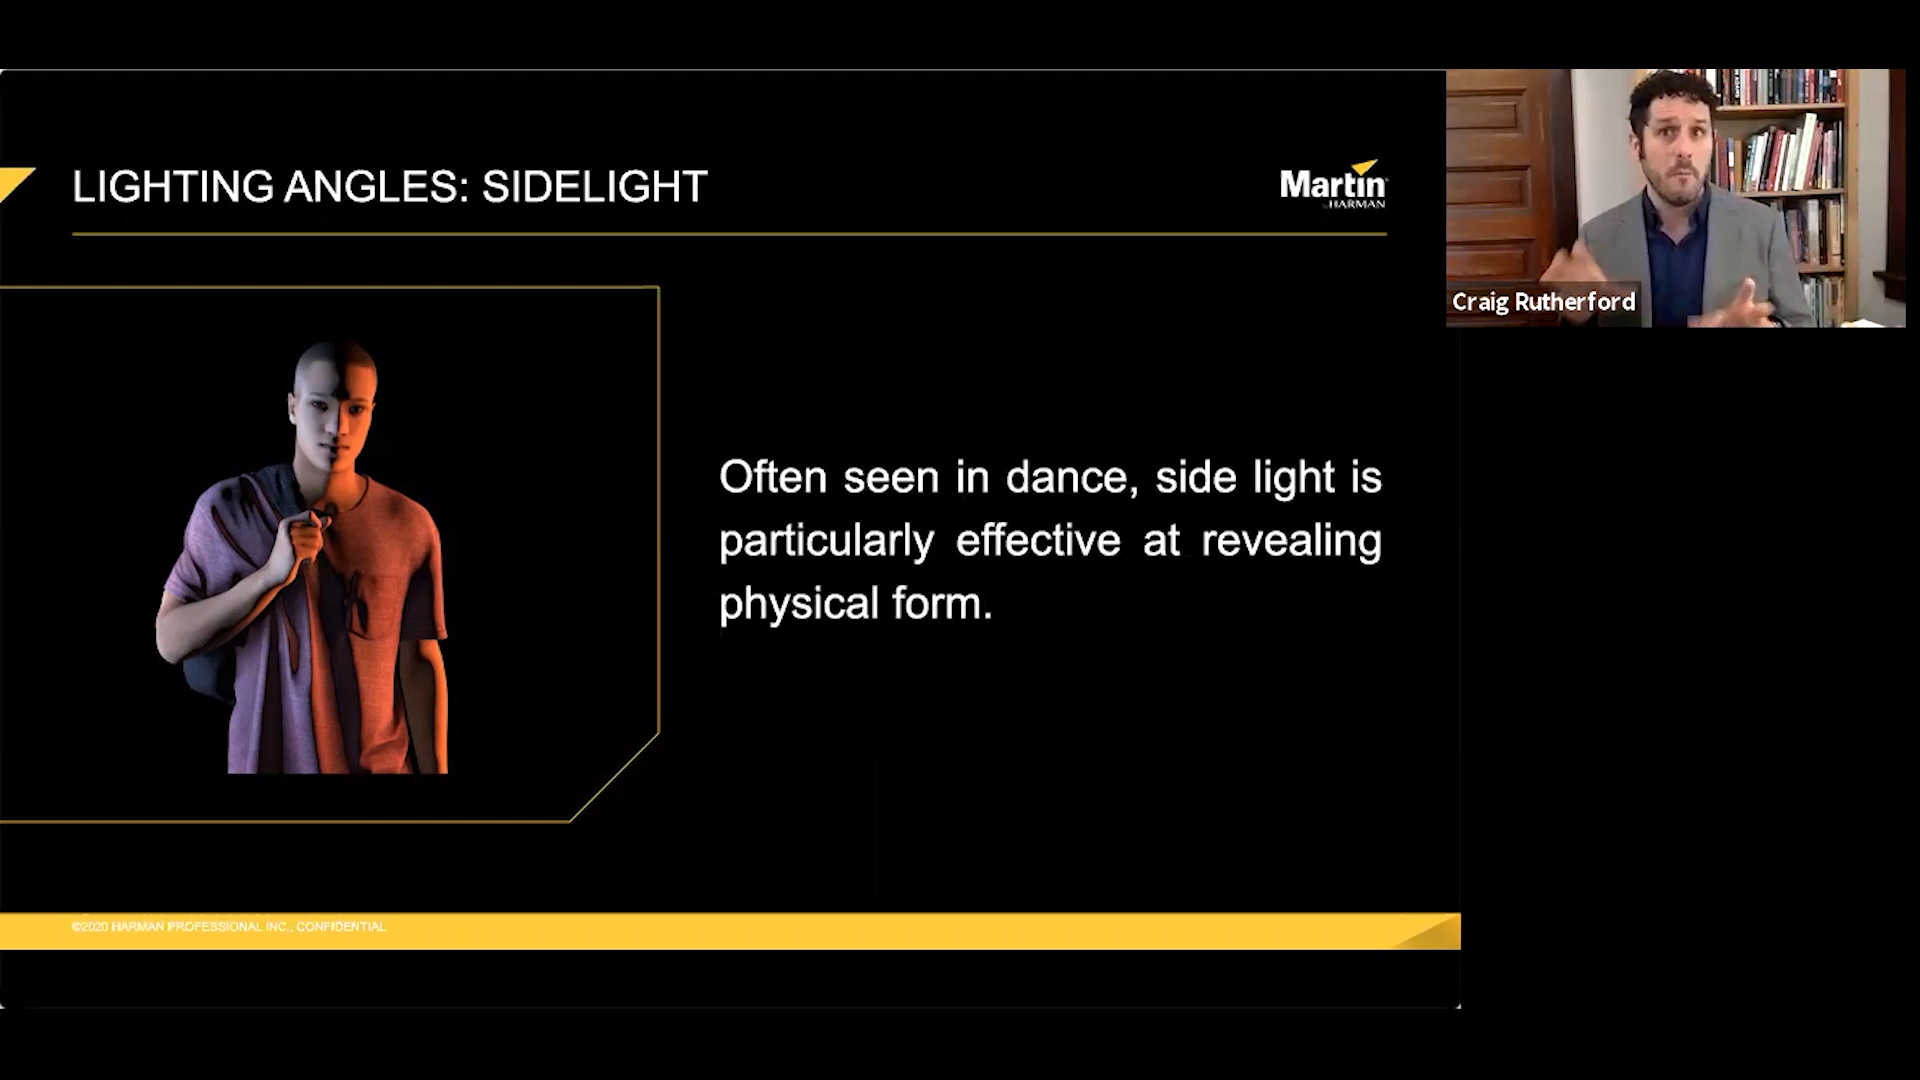 LIGHTING ANGLES: SIDELIGHT
Martin
HARMAN
Craig Rutherford
Often seen in dance, side light is
particularly effective at revealing
physical form.
©2020 HARMAN PROFESSIONAL INC., CONFIDENTIAL